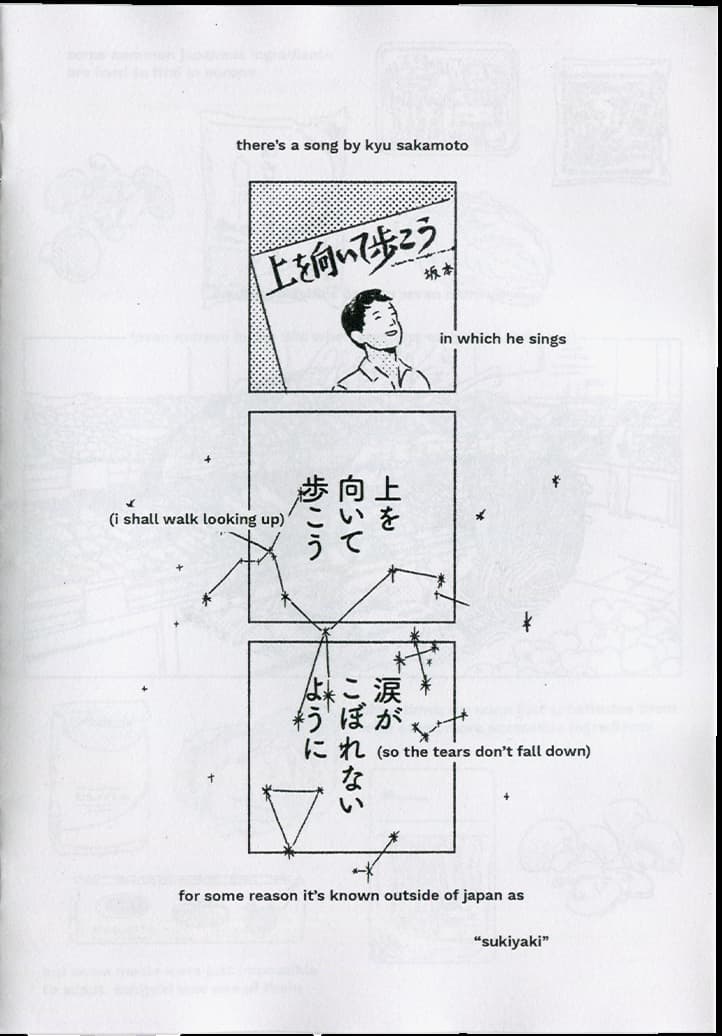 there's a song by kyu sakamoto
上を向いて歩こう
坂本
in which he sings
上を
向いて
歩こう
(i shall walk looking up)
涙が
こぼれない
ように
(so the tears don't fall down)
for some reason it's known outside of japan as
“sukiyaki”